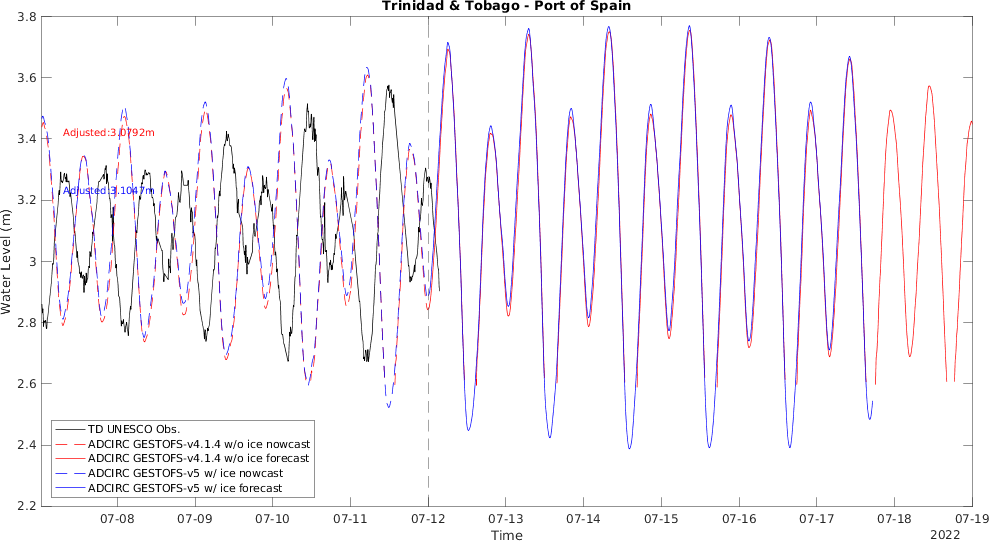 Trinidad & Tobago - Port of Spain
3.8
3.6
3.4
3.2
3
2.8
2.6
2.4
2.2
Water Level (m)
Adjusted:3.0792m
Adjusted:3.1047m
TD UNESCO Obs.
ADCIRC GESTOFS-v4.1.4 w/o ice nowcast
ADCIRC GESTOFS-v4.1.4 w/o ice forecast
ADCIRC GESTOFS-v5 w/ ice nowcast
ADCIRC GESTOFS-v5 w/ ice forecast
07-08 07-09 07-10 07-11 07-12 07-13 07-14 07-15 07-16 07-17 07-18 07-19
Time
2022